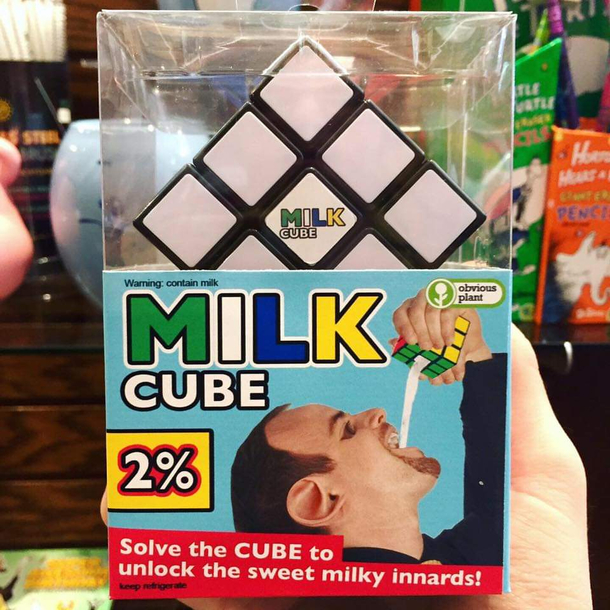 MILK
CUBE
Warning: contain milk
obvious
plant
MILK
CUBE
2%
Solve the CUBE to
unlock the sweet milky innards!
keep refrigerate
PENCI